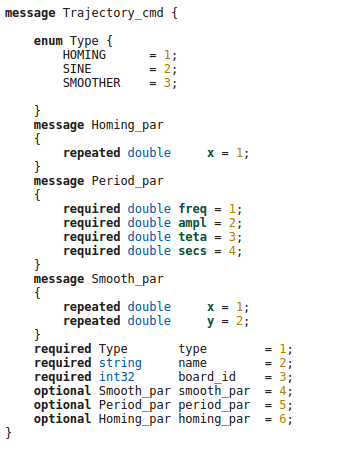 message Trajectory_cmd {
enum Type {
HOMING = 1;
SINE = 2;
SMOOTHER = 3;
}
message Homing_par
{
repeated double x = 1;
}
message Period_par
{
required double freq = 1;
required double ampl = 2;
required double teta = 3;
required double secs = 4;
}
message Smooth_par
{
repeated double x = 1;
repeated double y = 2;
}
required Type type = 1;
required string name = 2;
required int32 board_id = 3;
optional Smooth_par smooth_par = 4;
optional Period_par period_par = 5;
optional Homing_par homing_par = 6;
}